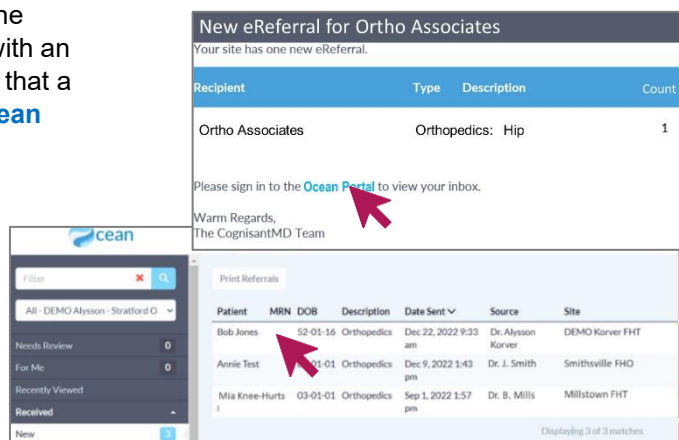 ne
with an
that a
ean
New eReferral for Ortho Associates
Your site has one new eReferral.
Recipient Type Description Count
Ortho Associates Orthopedics: Hip 1
Please sign in to the Ocean Portal to view your inbox.
Warm Regards,
The CognisantMD Team
cean
Filter
All - DEMO Alysson - Stratford O
Needs Review 0
For Me 0
Recently Viewed
Received
New 3
Print Referrals
Patient MRN DOB Description Date Sent Source Site
Bob Jones 52-01-16 Orthopedics Dec 22, 2022 9:33 Dr. Alysson DEMO Korver FHT
am Korver
Annie Test 01-01 Orthopedics Dec 9, 2022 1:43 Dr. J. Smith Smithsville FHO
pm
Mia Knee-Hurts 03-01-01 Orthopedics Sep 1, 2022 1:57 Dr. B. Mills Millstown FHT
l pm
Displaying 3 of 3 matches